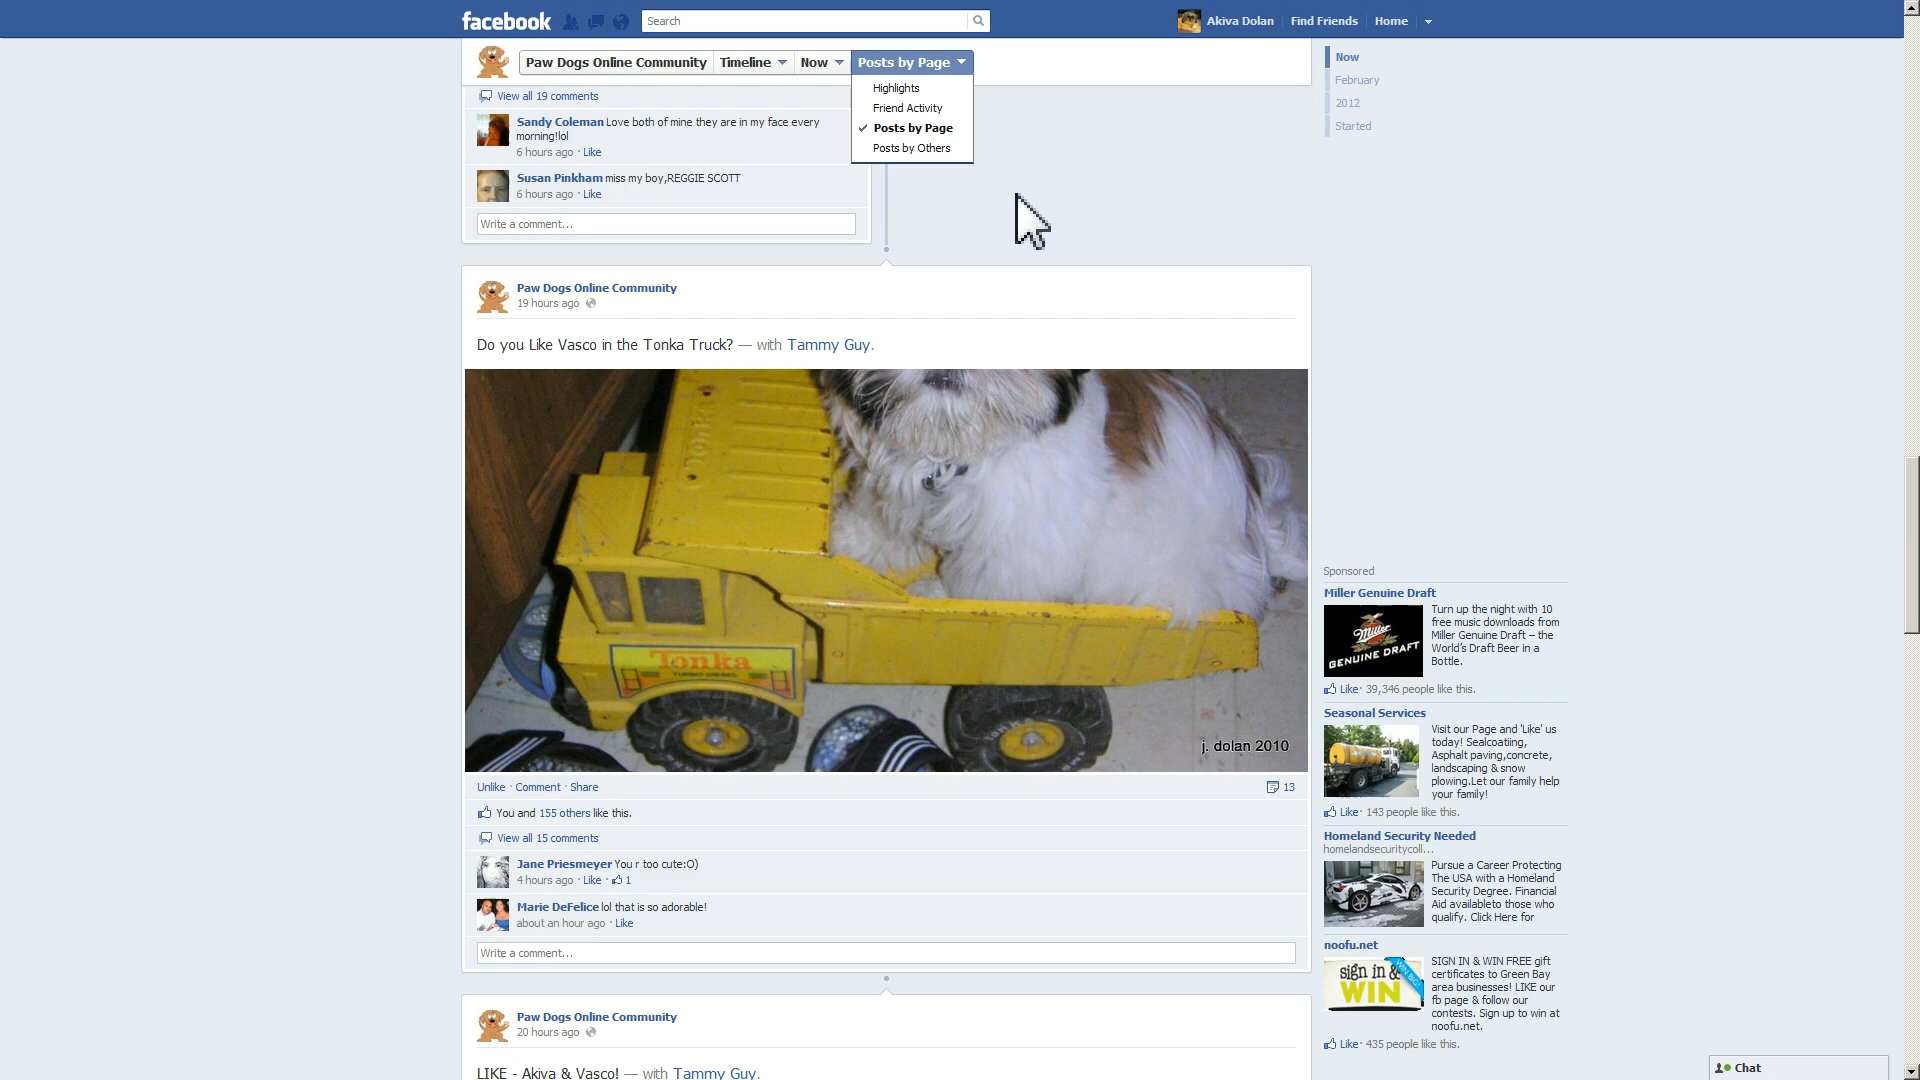 facebook
Search
Akiva Dolan
Find Friends
Home
Paw Dogs Online Community
Timeline
Now
Posts by Page
Highlights
Friend Activity
Posts by Page
Posts by Others
Now
February
2012
Started
View all 19 comments
Sandy Coleman Love both of mine they are in my face every
morning!lol
6 hours ago · Like
Susan Pinkham miss my boy,REGGIE SCOTT
6 hours ago · Like
Write a comment...
Paw Dogs Online Community
19 hours ago
Do you Like Vasco in the Tonka Truck? — with Tammy Guy.
Tonka
Tonka
j. dolan 2010
Unlike · Comment · Share
13
You and 155 others like this.
View all 15 comments
Jane Priesmeyer You r too cute:O)
4 hours ago · Like · 1
Marie DeFelice lol that is so adorable!
about an hour ago · Like
Write a comment...
Paw Dogs Online Community
20 hours ago
LIKE - Akiva & Vasco! — with Tammy Guy.
Sponsored
Miller Genuine Draft
Miller
GENUINE DRAFT
Turn up the night with 10
free music downloads from
Miller Genuine Draft – the
World's Draft Beer in a
Bottle.
Like · 39,346 people like this.
Seasonal Services
Visit our Page and 'Like' us
today! Sealcoatiing,
Asphalt paving,concrete,
landscaping & snow
plowing.Let our family help
your family!
Like · 143 people like this.
Homeland Security Needed
homelandsecuritycoll...
Pursue a Career Protecting
The USA with a Homeland
Security Degree. Financial
Aid availableto those who
qualify. Click Here for
noofu.net
sign in &
WIN
WIN BIG!
SIGN IN & WIN FREE gift
certificates to Green Bay
area businesses! LIKE our
fb page & follow our
contests. Sign up to win at
noofu.net.
Like · 435 people like this.
Chat